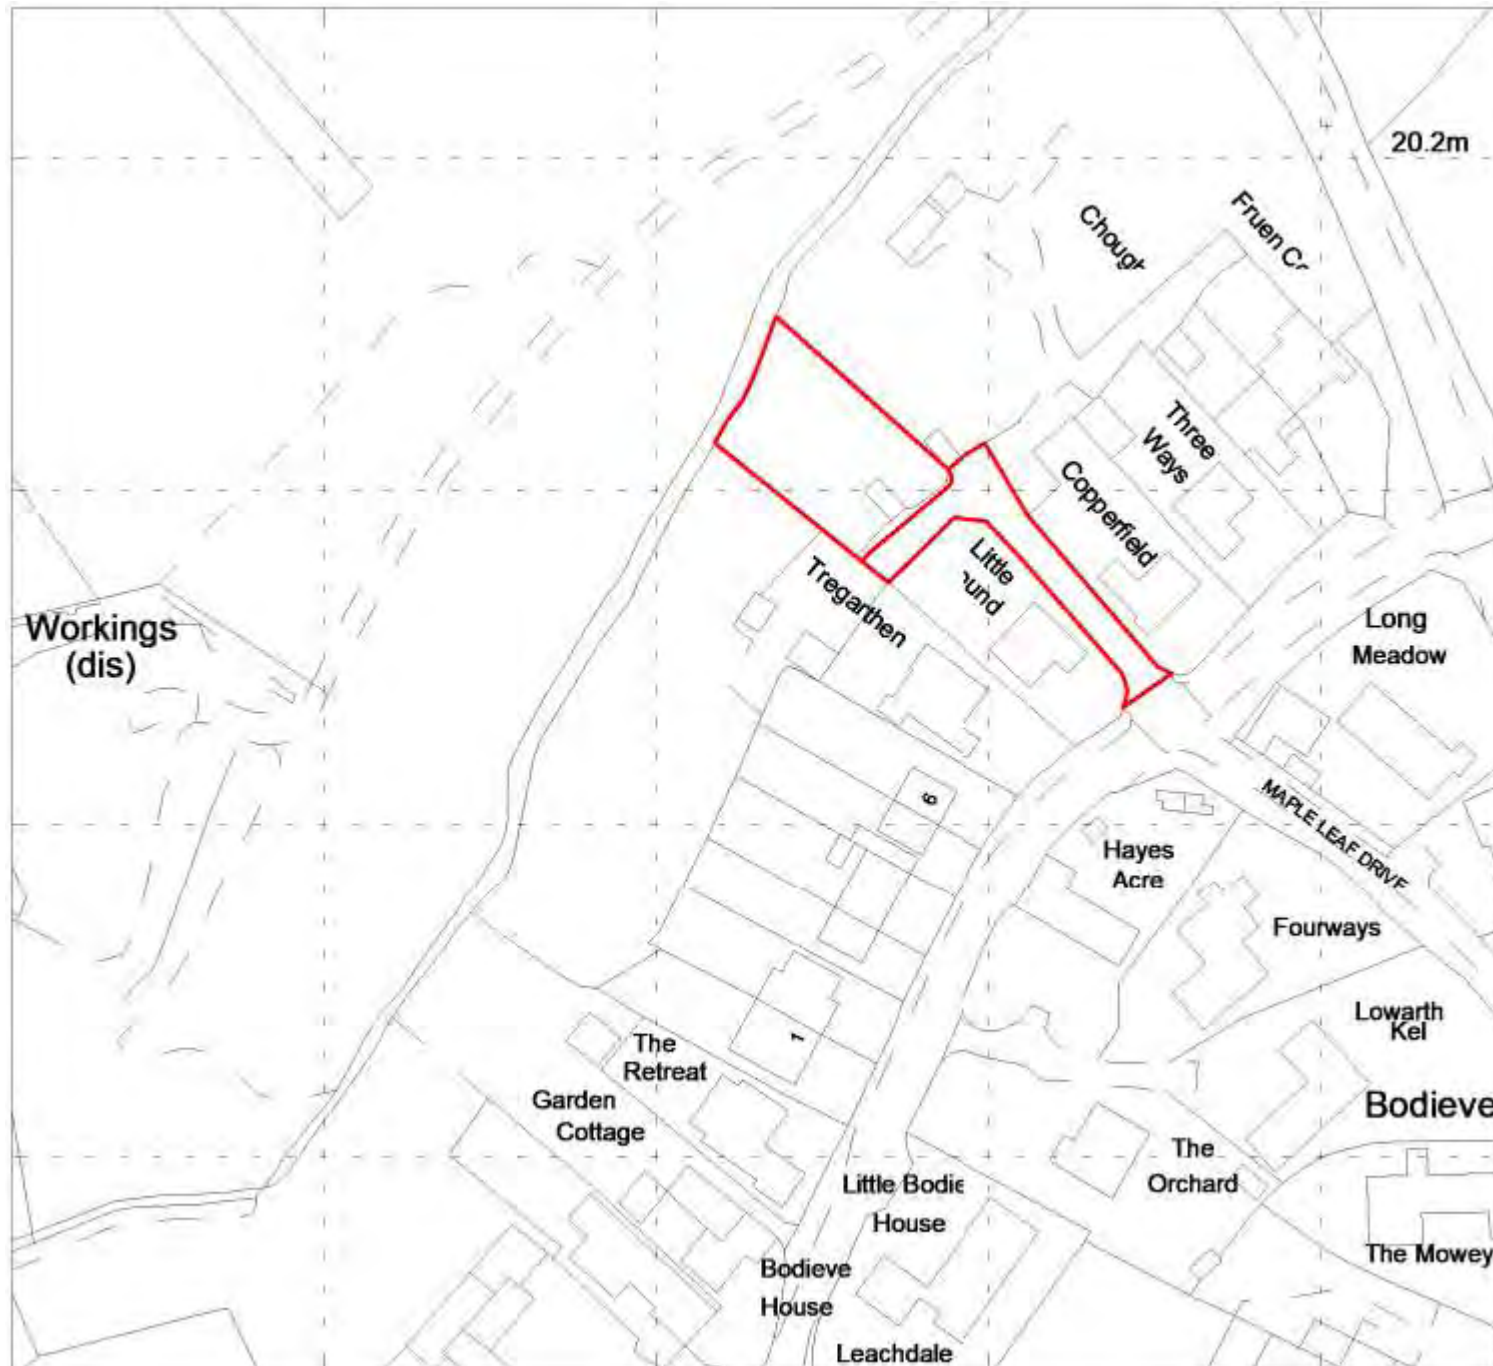 20.2m
Fruen Co
Chough
Three
Ways
Copperfield
Little
ound
Tregarthen
Workings
(dis)
Long
Meadow
MAPLE LEAF DRIVE
6
Hayes
Acre
Fourways
Lowarth
Kel
1
The
Retreat
Garden
Cottage
Bodieve
The
Orchard
Little Bodie
House
The Mowey
Bodieve
House
Leachdale